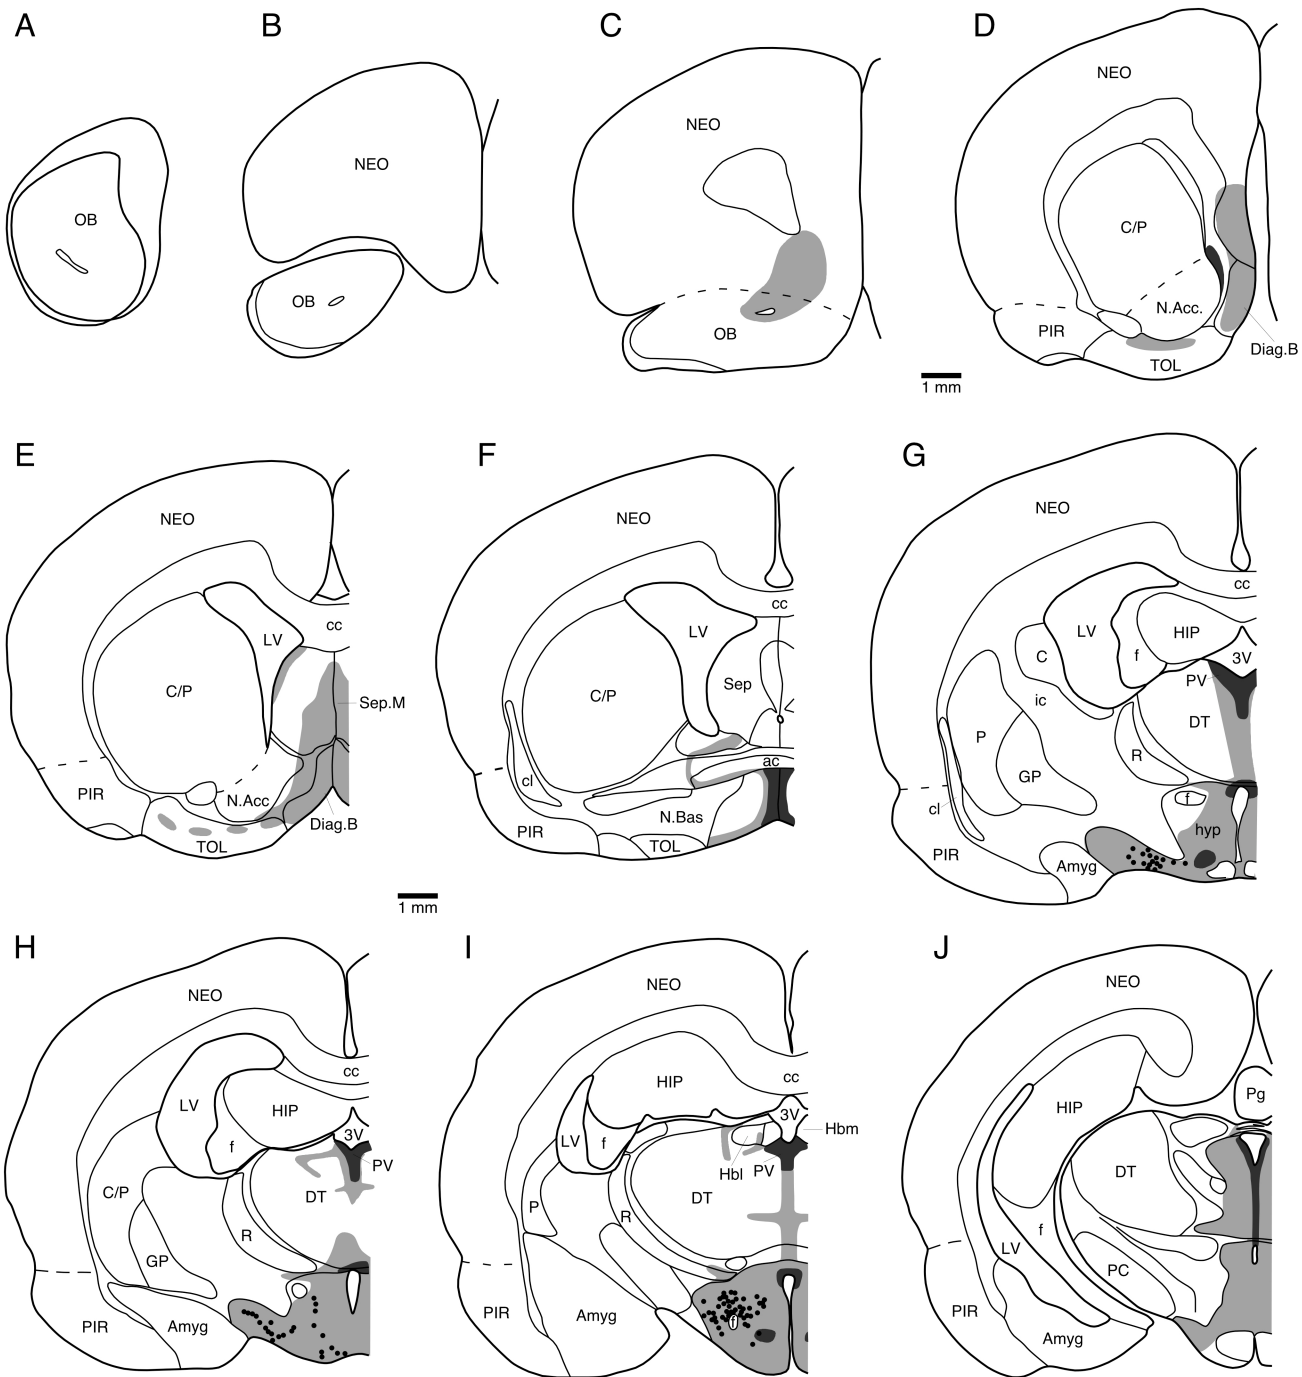 A
B
C
D
OB
NEO
OB
NEO
OB
NEO
C/P
N.Acc.
PIR
TOL
Diag.B
1 mm
E
F
G
NEO
cc
LV
C/P
Sep.M
PIR
N.Acc
Diag.B
TOL
NEO
cc
LV
Sep
C/P
ac
cl
N.Bas
PIR
TOL
NEO
cc
LV
HIP
C
f
3V
PV
ic
DT
P
R
GP
f
cl
hyp
PIR
Amyg
1 mm
H
I
J
NEO
cc
LV
HIP
3V
f
PV
C/P
DT
R
GP
PIR
Amyg
NEO
cc
HIP
3V
Hbm
LV
f
Hbl
PV
DT
P
R
PIR
Amyg
f
NEO
Pg
HIP
DT
f
LV
PC
PIR
Amyg